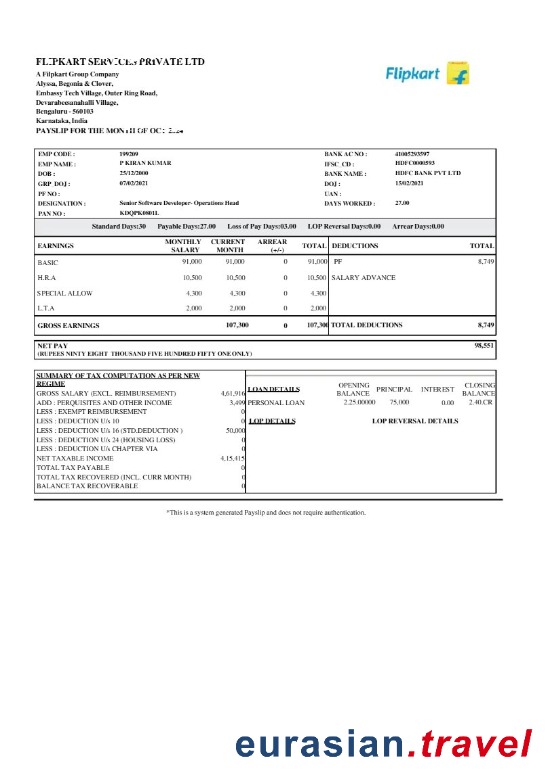 FLIPKART SERVICES PRIVATE LTD
A Filpkart Group Company
Alyssa, Begonia & Clover,
Embassy Tech Village, Outer Ring Road,
Devarabeesanahalli Village,
Bengaluru - 560103
Karnataka, India
PAYSLIP FOR THE MONTH OF OCT
Flipkart
EMP CODE : 199209 BANK AC NO : 41005293597
EMP NAME : P KIRAN KUMAR IFSC_CD : HDFC0000593
DOB : 25/12/2000 BANK NAME : HDFC BANK PVT LTD
GRP_DOJ : 07/02/2021 DOJ : 15/02/2021
PF NO : UAN :
DESIGNATION : Senior Software Developer- Operations Head DAYS WORKED : 27.00
PAN NO : KDQPK0801L
Standard Days:30 Payable Days:27.00 Loss of Pay Days:03.00 LOP Reversal Days:0.00 Arrear Days:0.00
EARNINGS MONTHLY SALARY CURRENT MONTH ARREAR (+/-) TOTAL DEDUCTIONS TOTAL
BASIC 91,000 91,000 0 91,000 PF 8,749
H.R.A 10,500 10,500 0 10,500 SALARY ADVANCE
SPECIAL ALLOW 4,300 4,300 0 4,300
L.T.A 2,000 2,000 0 2,000
GROSS EARNINGS 107,300 0 107,300 TOTAL DEDUCTIONS 8,749
NET PAY 98,551
(RUPEES NINTY EIGHT THOUSAND FIVE HUNDRED FIFTY ONE ONLY)
SUMMARY OF TAX COMPUTATION AS PER NEW
REGIME
GROSS SALARY (EXCL. REIMBURSEMENT) 4,61,916
ADD : PERQUISITES AND OTHER INCOME 3,499
LESS : EXEMPT REIMBURSEMENT 0
LESS : DEDUCTION U/s 10 0
LESS : DEDUCTION U/s 16 (STD.DEDUCTION ) 50,000
LESS : DEDUCTION U/s 24 (HOUSING LOSS) 0
LESS : DEDUCTION U/s CHAPTER VIA 0
NET TAXABLE INCOME 4,15,415
TOTAL TAX PAYABLE 0
TOTAL TAX RECOVERED (INCL. CURR MONTH) 0
BALANCE TAX RECOVERABLE 0
LOAN DETAILS OPENING BALANCE PRINCIPAL INTEREST CLOSING BALANCE
PERSONAL LOAN 2.25.00000 75,000 0.00 2.40.CR
LOP DETAILS LOP REVERSAL DETAILS
*This is a system generated Payslip and does not require authentication.
eurasian.travel